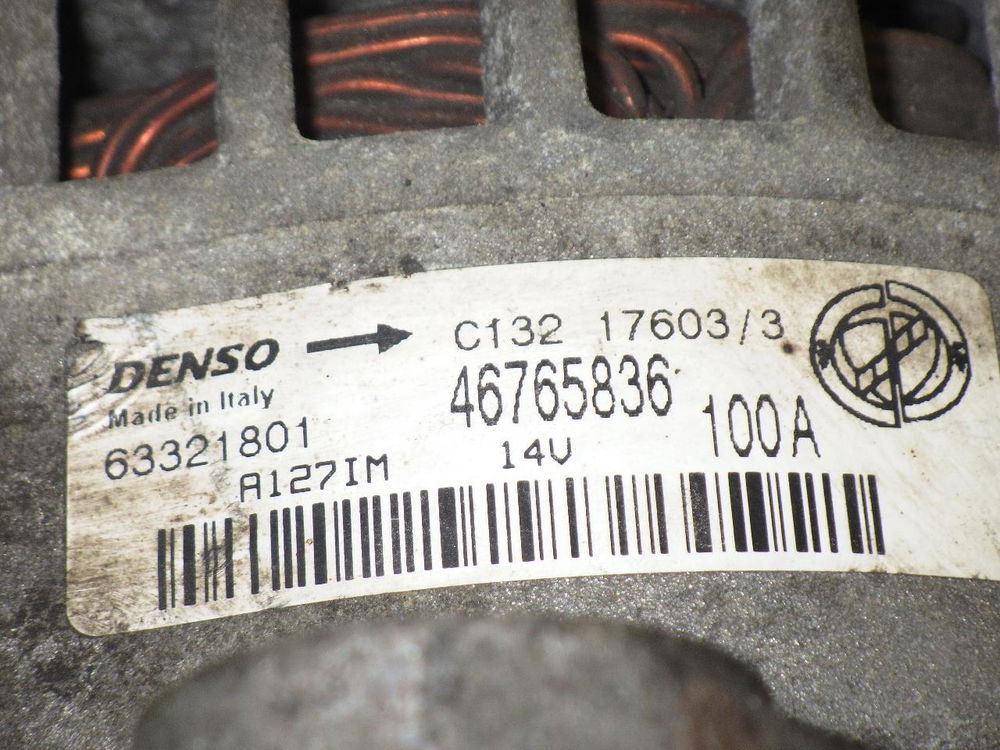 DENSO → C132 17603/3
Made in Italy 46765836
63321801 14V 100A
A127IM